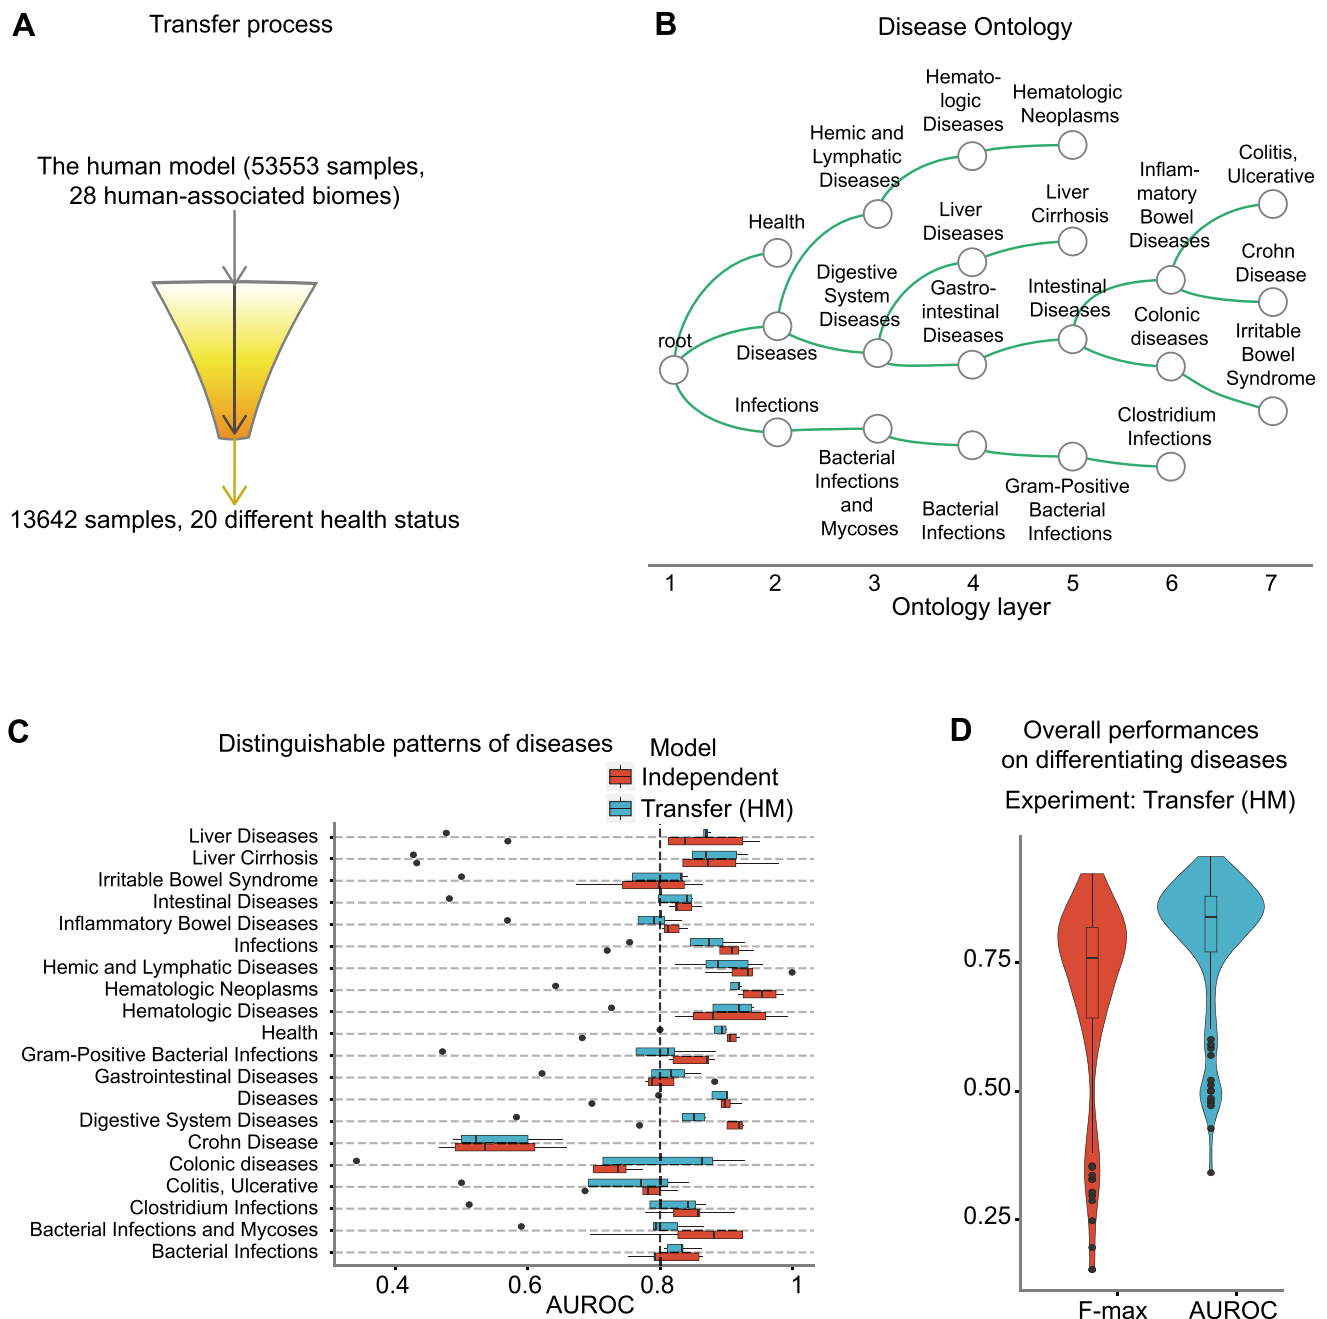 A
Transfer process
The human model (53553 samples,
28 human-associated biomes)
13642 samples, 20 different health status
B
Disease Ontology
root
Health
Diseases
Infections
Hemic and
Lymphatic
Diseases
Digestive
System
Diseases
Bacterial
Infections
and
Mycoses
Hemato-
logic
Diseases
Liver
Diseases
Gastro-
intestinal
Diseases
Bacterial
Infections
Hematologic
Neoplasms
Liver
Cirrhosis
Intestinal
Diseases
Gram-Positive
Bacterial
Infections
Inflam-
matory
Bowel
Diseases
Colonic
diseases
Clostridium
Infections
Colitis,
Ulcerative
Crohn
Disease
Irritable
Bowel
Syndrome
1 2 3 4 5 6 7
Ontology layer
C
Distinguishable patterns of diseases
Model
Independent
Transfer (HM)
Liver Diseases
Liver Cirrhosis
Irritable Bowel Syndrome
Intestinal Diseases
Inflammatory Bowel Diseases
Infections
Hemic and Lymphatic Diseases
Hematologic Neoplasms
Hematologic Diseases
Health
Gram-Positive Bacterial Infections
Gastrointestinal Diseases
Diseases
Digestive System Diseases
Crohn Disease
Colonic diseases
Colitis, Ulcerative
Clostridium Infections
Bacterial Infections and Mycoses
Bacterial Infections
0.4 0.6 0.8 1
AUROC
D
Overall performances
on differentiating diseases
Experiment: Transfer (HM)
0.75
0.50
0.25
F-max AUROC